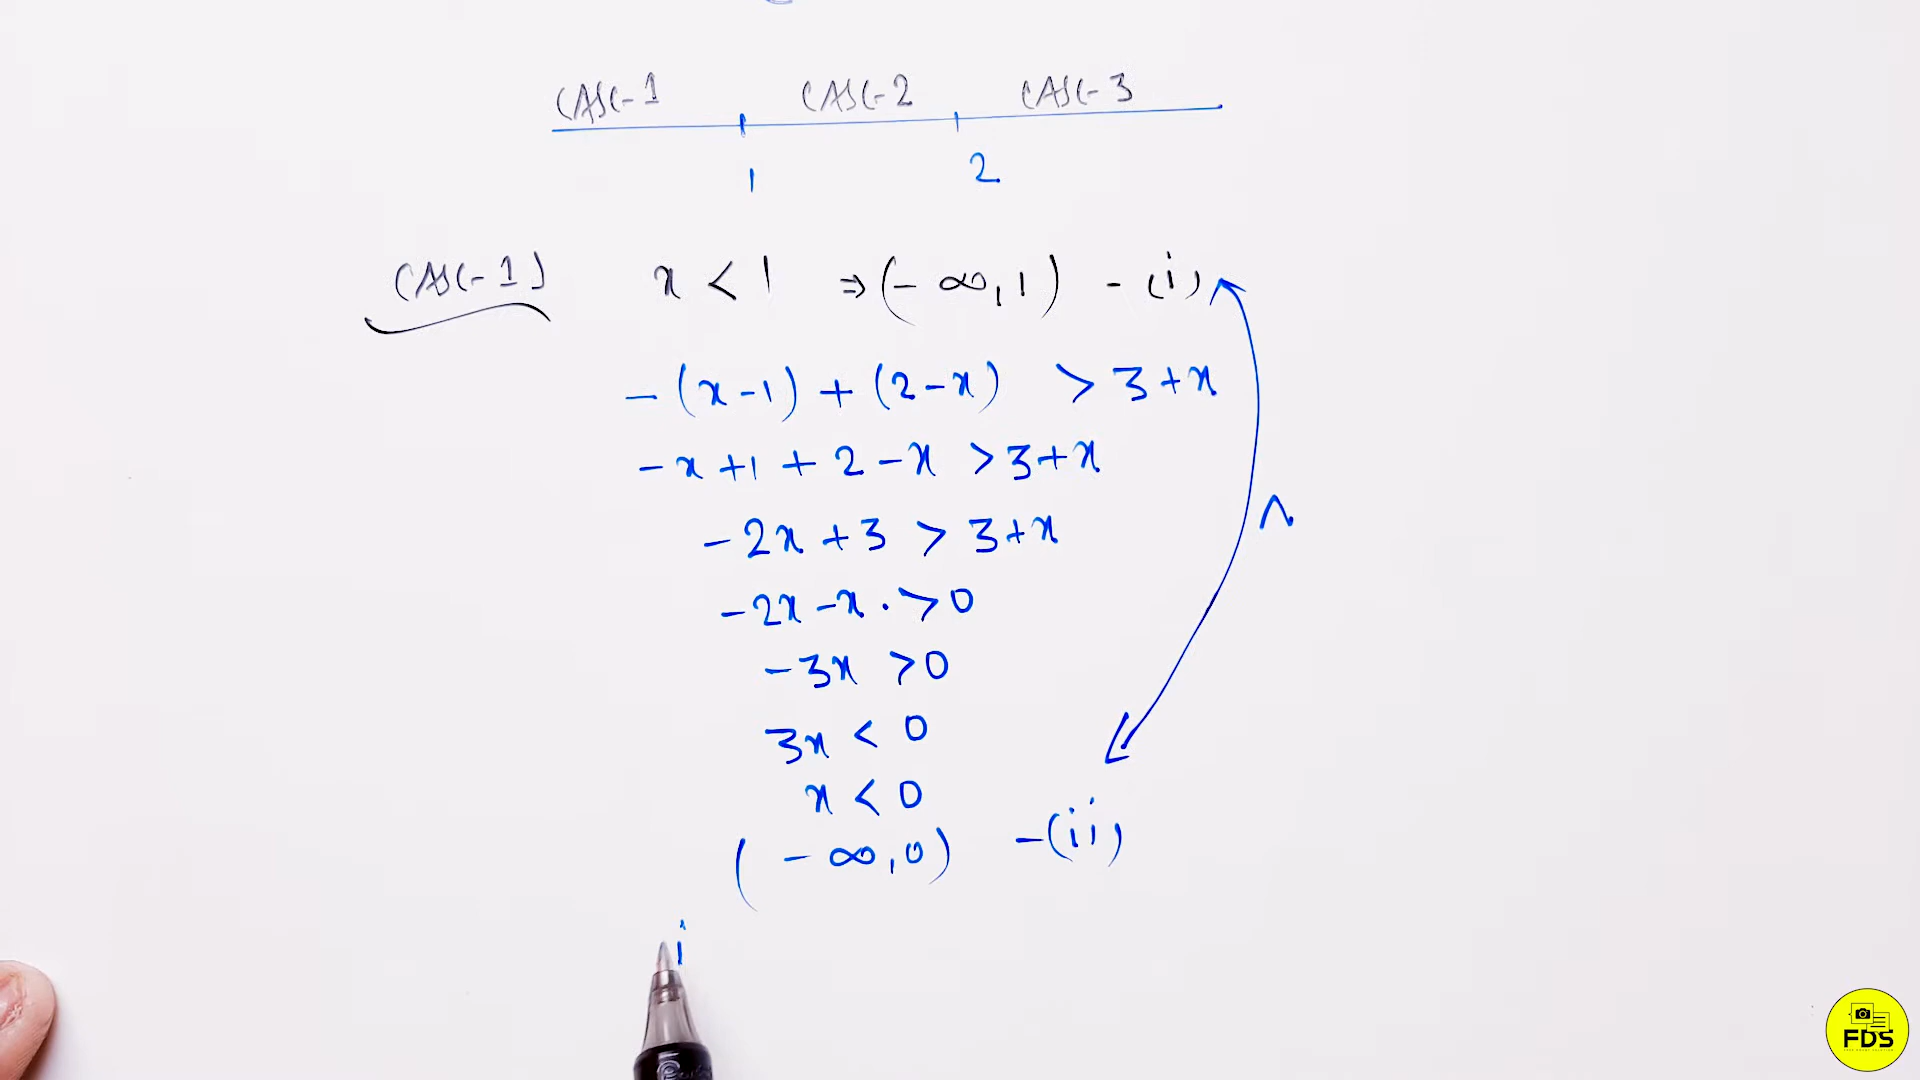 CASE-1 CASE-2 CASE-3
1 2
CASE-1) x < 1 ⇒ (-∞, 1) - (i)
-(x-1) + (2-x) > 3+x
-x+1 + 2-x > 3+x
-2x+3 > 3+x
∧
-2x-x . > 0
-3x > 0
3x < 0
x < 0
(-∞, 0) - (ii)
i
FDS